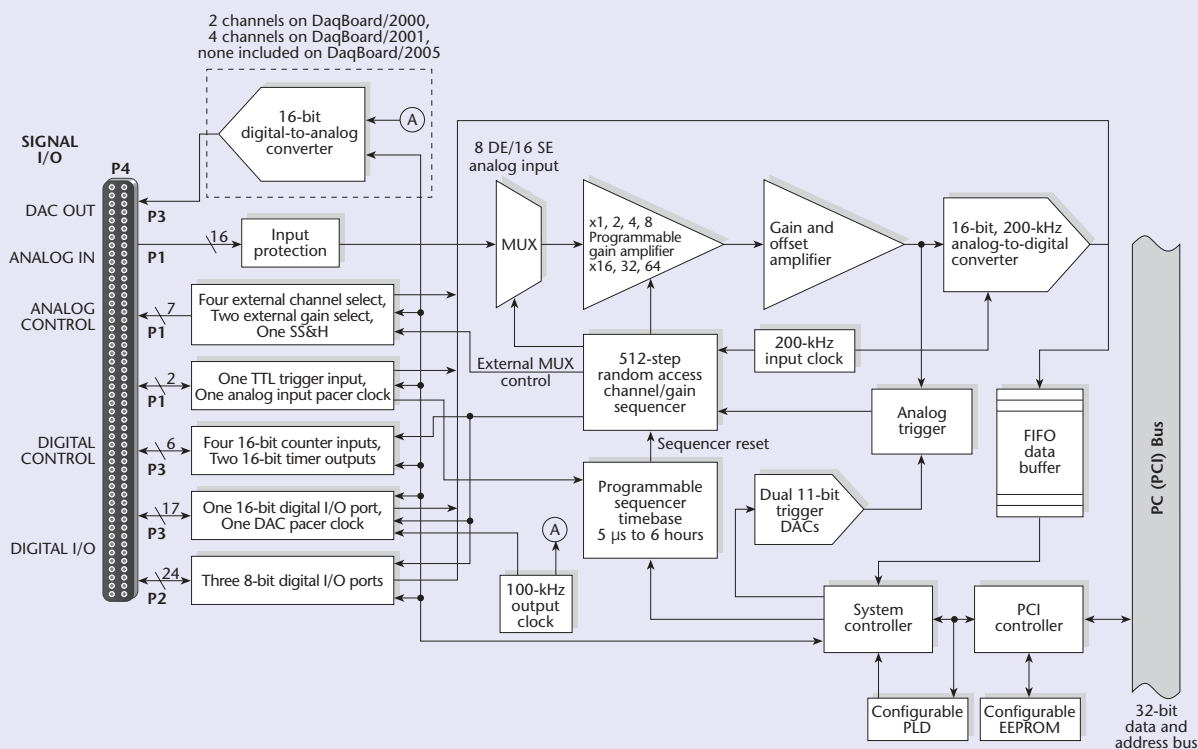 2 channels on DaqBoard/2000,
4 channels on DaqBoard/2001,
none included on DaqBoard/2005
16-bit
digital-to-analog
converter
A
SIGNAL
I/O
P4
8 DE/16 SE
analog input
DAC OUT
P3
16
Input
protection
MUX
x1, 2, 4, 8
Programmable
gain amplifier
x16, 32, 64
Gain and
offset
amplifier
16-bit, 200-kHz
analog-to-digital
converter
ANALOG IN
P1
ANALOG
CONTROL
7
P1
Four external channel select,
Two external gain select,
One SS&H
External MUX
control
512-step
random access
channel/gain
sequencer
200-kHz
input clock
2
P1
One TTL trigger input,
One analog input pacer clock
Analog
trigger
FIFO
data
buffer
PC (PCI) Bus
DIGITAL
CONTROL
6
P3
Four 16-bit counter inputs,
Two 16-bit timer outputs
Sequencer reset
Programmable
sequencer
timebase
5 µs to 6 hours
Dual 11-bit
trigger
DACs
17
P3
One 16-bit digital I/O port,
One DAC pacer clock
A
DIGITAL I/O
24
P2
Three 8-bit digital I/O ports
100-kHz
output
clock
System
controller
PCI
controller
Configurable
PLD
Configurable
EEPROM
32-bit
data and
address bus